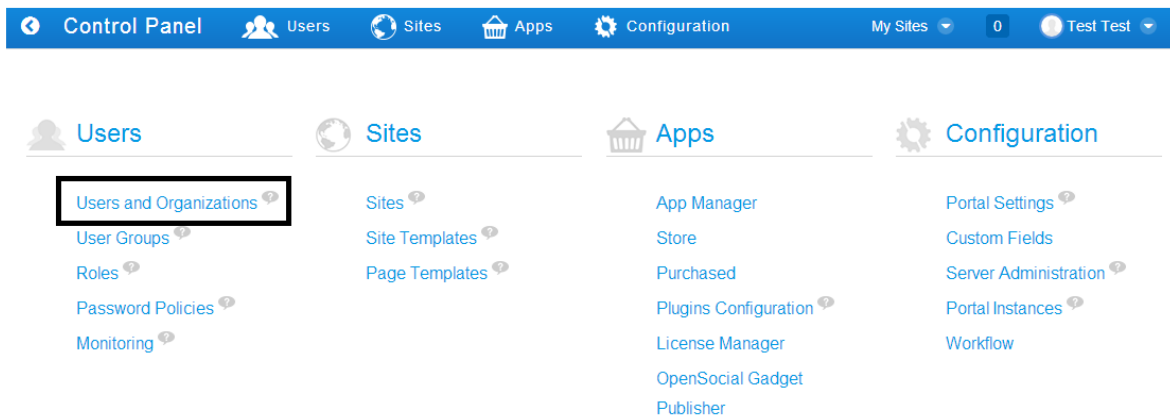 Control Panel Users Sites Apps Configuration My Sites 0 Test Test
Users
Users and Organizations ?
User Groups ?
Roles ?
Password Policies ?
Monitoring ?
Sites
Sites ?
Site Templates ?
Page Templates ?
Apps
App Manager
Store
Purchased
Plugins Configuration ?
License Manager
OpenSocial Gadget
Publisher
Configuration
Portal Settings ?
Custom Fields
Server Administration ?
Portal Instances ?
Workflow